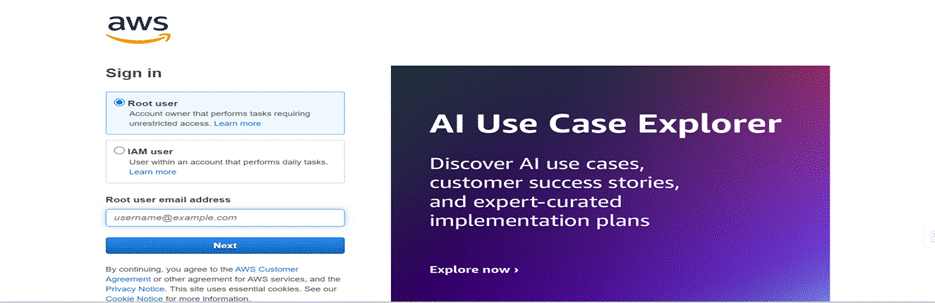 aws
Sign in
Root user
Account owner that performs tasks requiring
unrestricted access. Learn more
IAM user
User within an account that performs daily tasks.
Learn more
Root user email address
username@example.com
Next
By continuing, you agree to the AWS Customer
Agreement or other agreement for AWS services, and the
Privacy Notice. This site uses essential cookies. See our
Cookie Notice for more information.
AI Use Case Explorer
Discover AI use cases,
customer success stories,
and expert-curated
implementation plans
Explore now ›